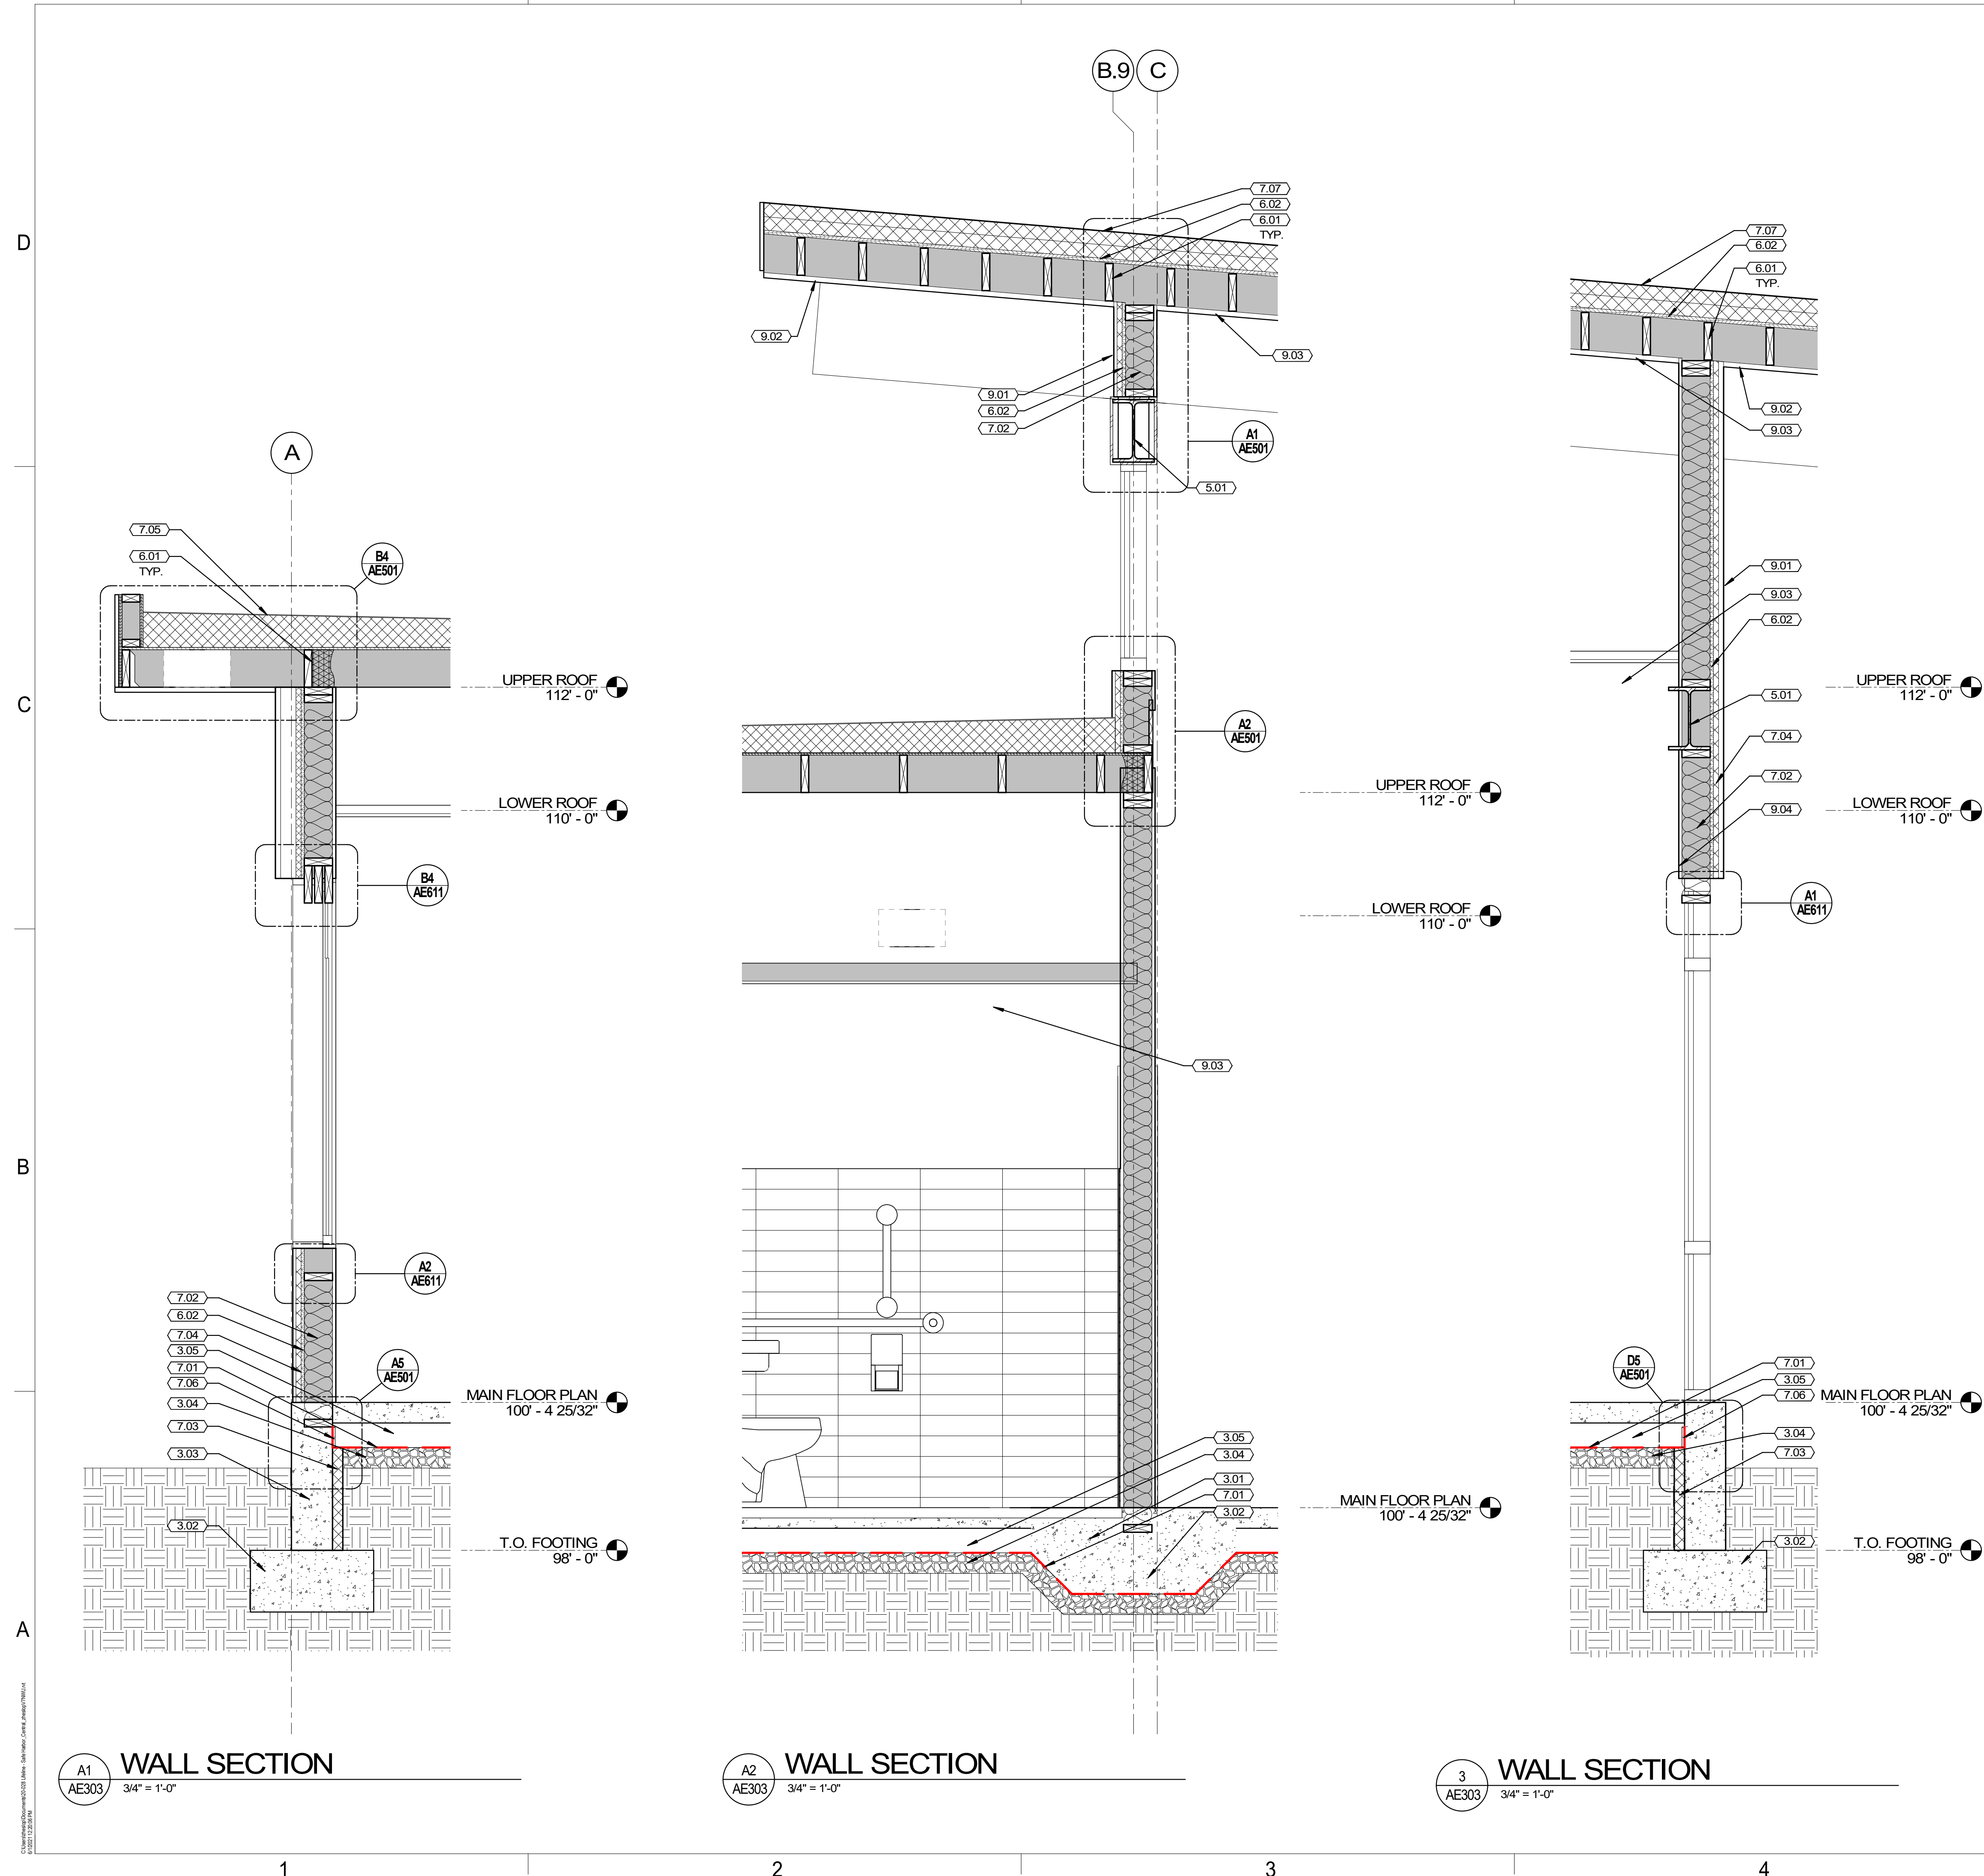 B.9
C
D
7.07
6.02
6.01
TYP.
9.02
9.03
9.01
6.02
7.02
A1
AE501
5.01
7.07
6.02
6.01
TYP.
9.02
9.03
A
7.05
6.01
TYP.
B4
AE501
UPPER ROOF
112' - 0"
LOWER ROOF
110' - 0"
B4
AE611
C
A2
AE501
UPPER ROOF
112' - 0"
LOWER ROOF
110' - 0"
9.03
9.01
9.03
6.02
5.01
7.04
7.02
9.04
UPPER ROOF
112' - 0"
LOWER ROOF
110' - 0"
A1
AE611
B
A2
AE611
7.02
6.02
7.04
3.05
7.01
7.06
3.04
7.03
3.03
3.02
A5
AE501
MAIN FLOOR PLAN
100' - 4 25/32"
T.O. FOOTING
98' - 0"
3.05
3.04
3.01
7.01
3.02
MAIN FLOOR PLAN
100' - 4 25/32"
D5
AE501
7.01
3.05
7.06
3.04
7.03
3.02
MAIN FLOOR PLAN
100' - 4 25/32"
T.O. FOOTING
98' - 0"
A
A1
AE303
WALL SECTION
3/4" = 1'-0"
A2
AE303
WALL SECTION
3/4" = 1'-0"
3
AE303
WALL SECTION
3/4" = 1'-0"
6/1/2021 12:20:06 PM
1
2
3
4